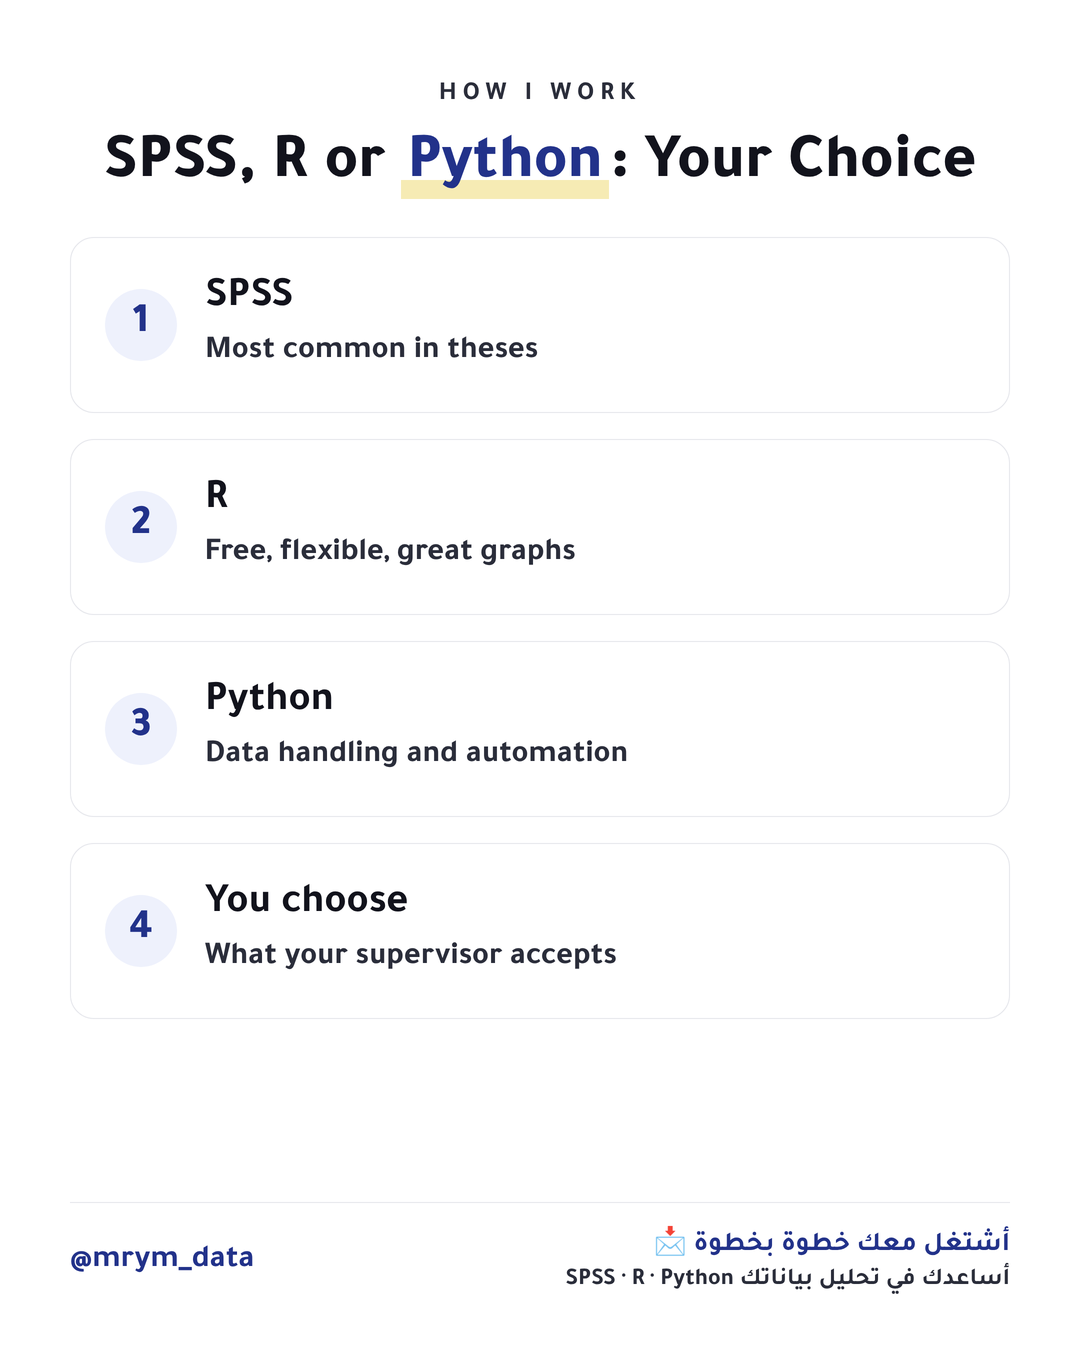 HOW I WORK
SPSS, R or Python: Your Choice
1
SPSS
Most common in theses
2
R
Free, flexible, great graphs
3
Python
Data handling and automation
4
You choose
What your supervisor accepts
@mrym_data
أشتغل معك خطوة بخطوة 📩
أساعدك في تحليل بياناتك SPSS · R · Python